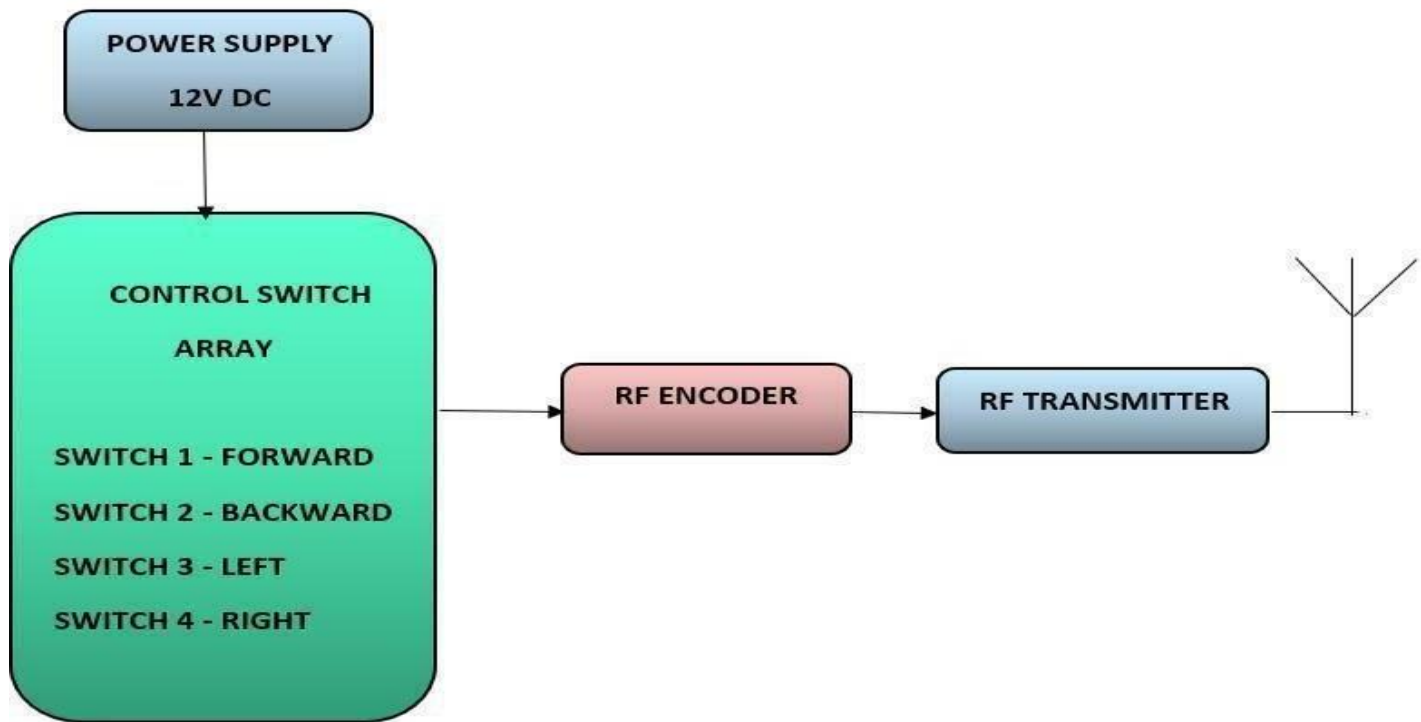 POWER SUPPLY
12V DC
CONTROL SWITCH
ARRAY
SWITCH 1 - FORWARD
SWITCH 2 - BACKWARD
SWITCH 3 - LEFT
SWITCH 4 - RIGHT
RF ENCODER
RF TRANSMITTER